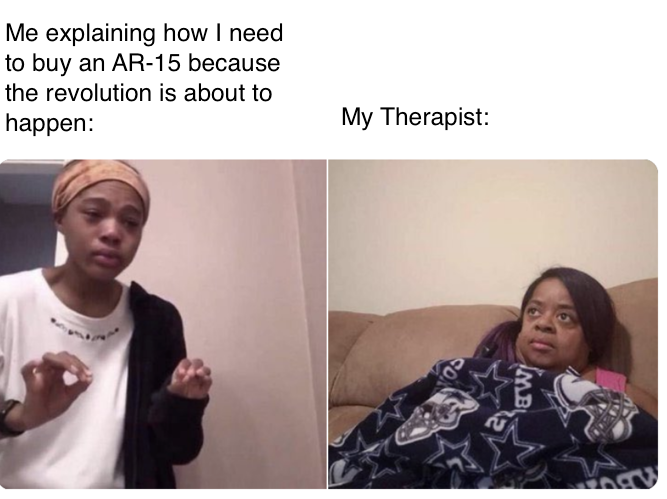 Me explaining how I need
to buy an AR-15 because
the revolution is about to
happen:
My Therapist: